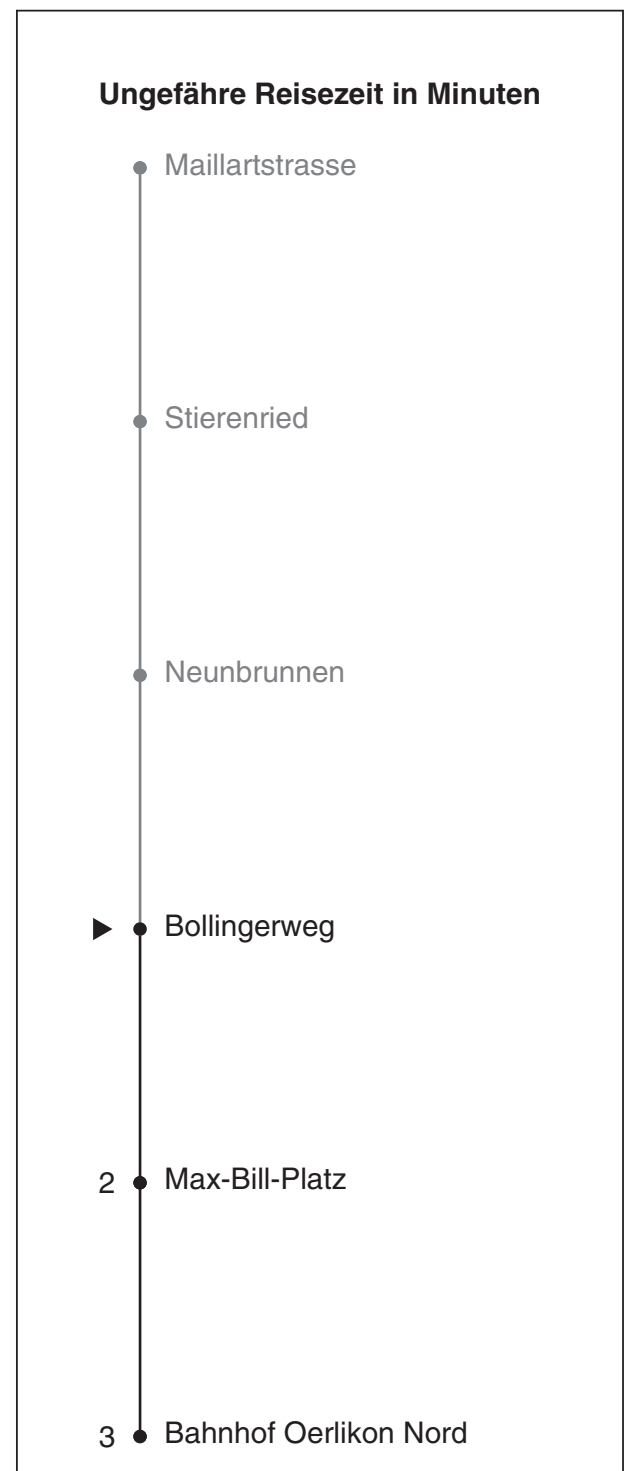 Ungefähre Reisezeit in Minuten
Maillartstrasse
Stierenried
Neunbrunnen
Bollingerweg
2 Max-Bill-Platz
3 Bahnhof Oerlikon Nord